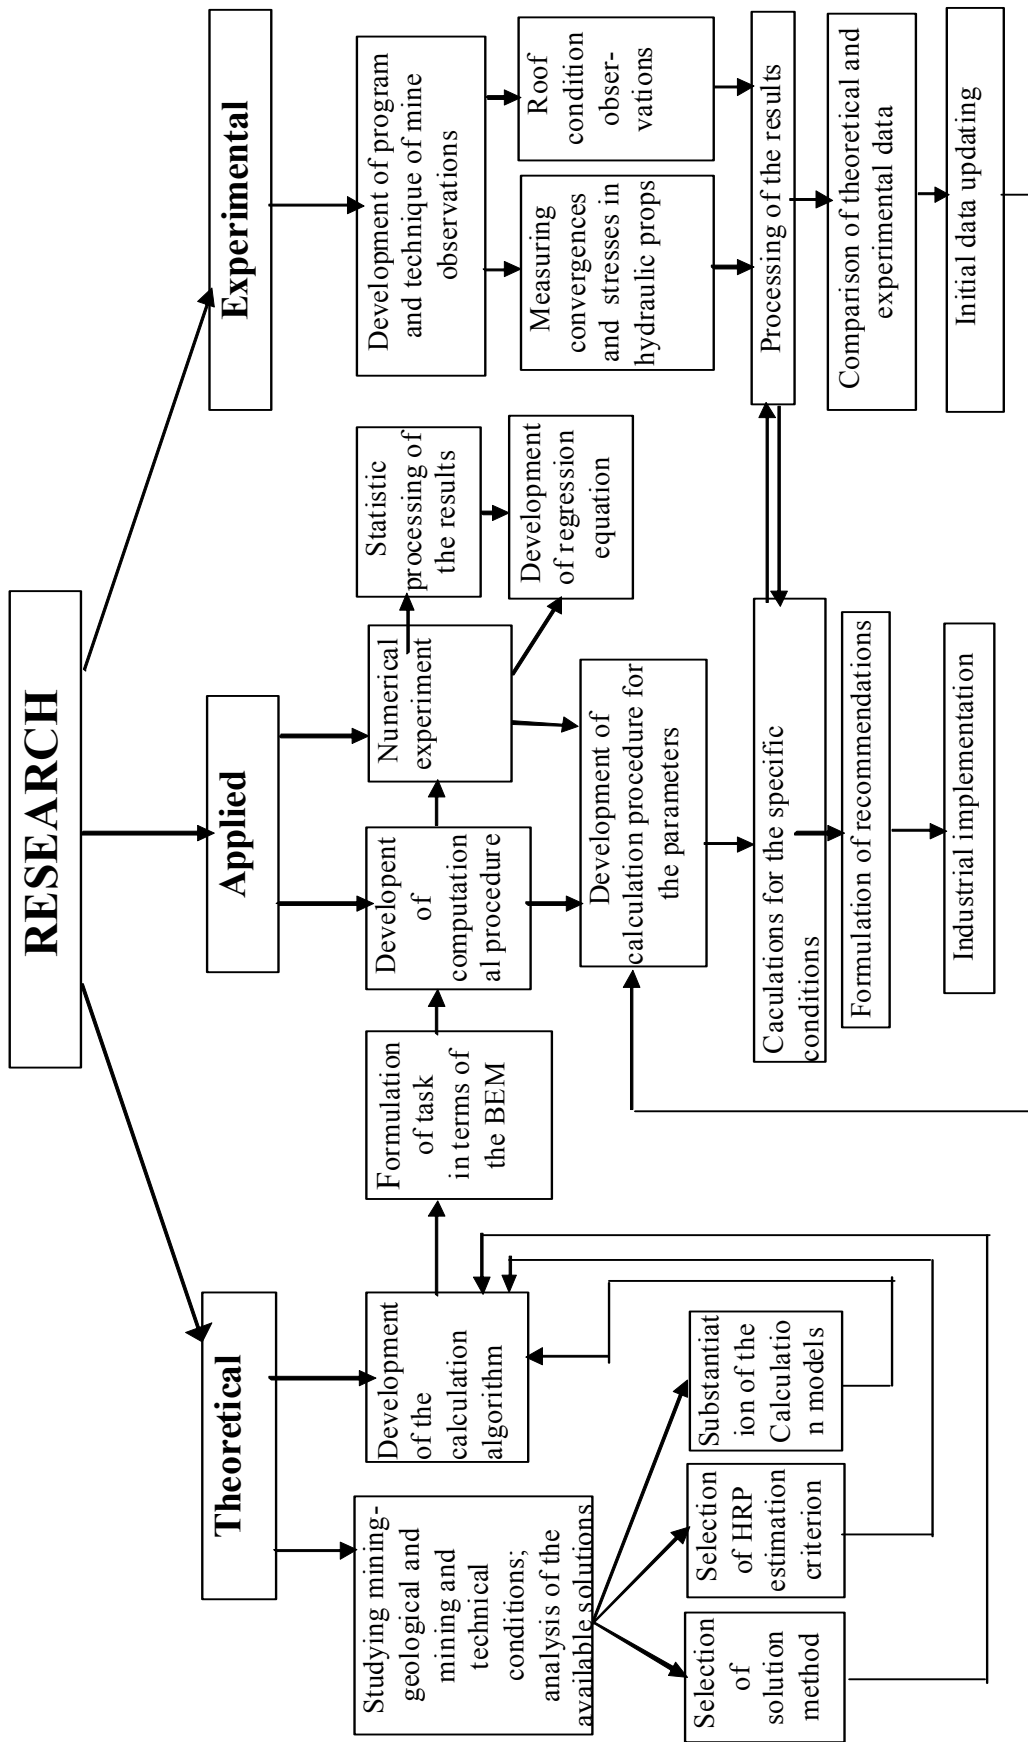 RESEARCH
Theoretical
Applied
Experimental
Studying mining-
geological and
mining and
technical
conditions;
analysis of the
available solutions
Development
of the
calculation
algorithm
Formulation
of task
in terms of
the BEM
Developent
of
computation
al procedure
Numerical
experiment
Statistic
processing of
the results
Development of program
and technique of mine
observations
Development
of regression
equation
Measuring
convergences
and stresses in
hydraulic props
Roof
condition
obser-
vations
Development of
calculation procedure for
the parameters
Selection
of
solution
method
Selection
of HRP
estimation
criterion
Substantiat
ion of the
Calculatio
n models
Caculations for the specific
conditions
Processing of the results
Formulation of recommendations
Comparison of theoretical and
experimental data
Industrial implementation
Initial data updating